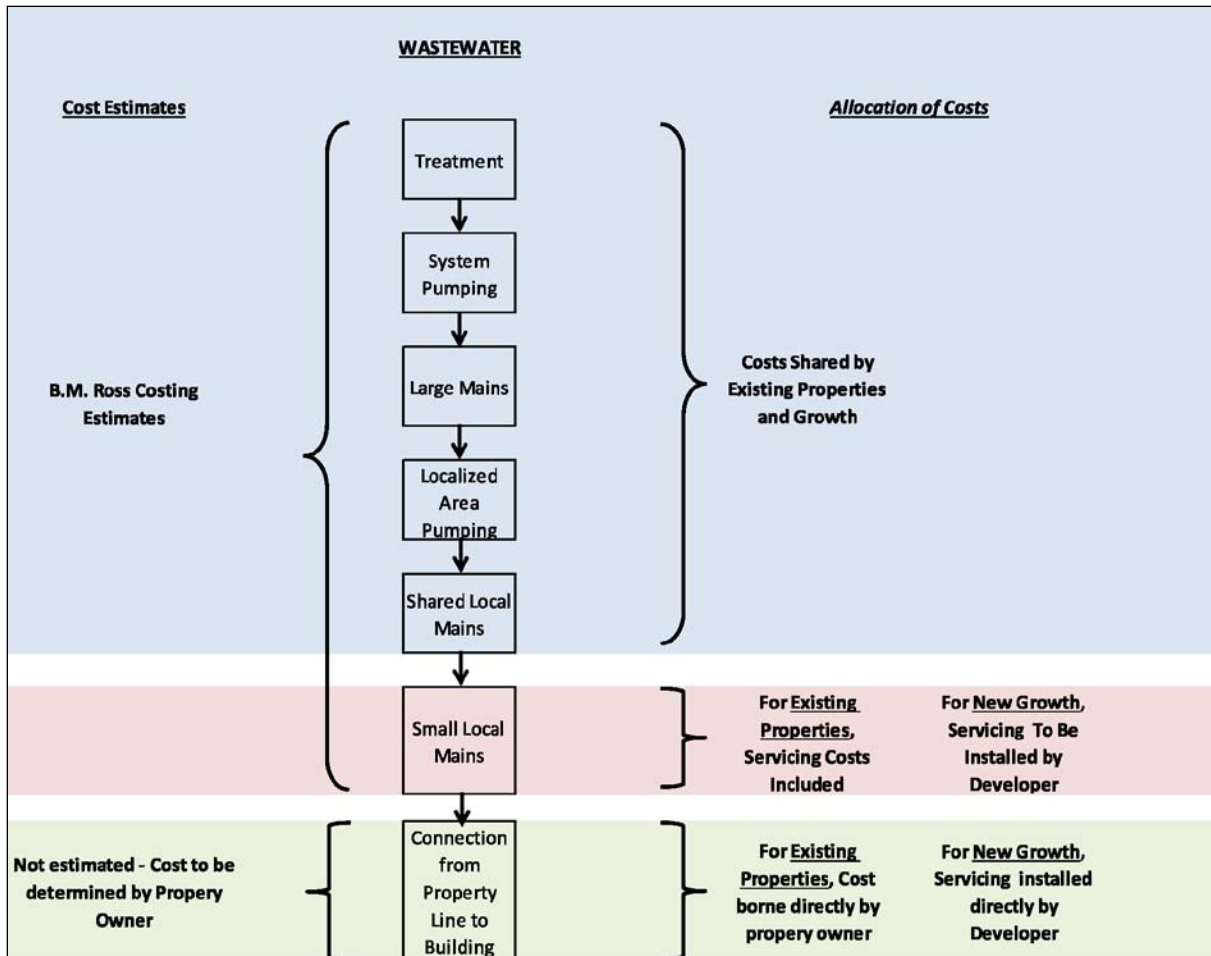 WASTEWATER
Cost Estimates
Allocation of Costs
Treatment
System
Pumping
Large Mains
Localized
Area
Pumping
Shared Local
Mains
B.M. Ross Costing
Estimates
Costs Shared by
Existing Properties
and Growth
Small Local
Mains
For Existing
Properties,
Servicing Costs
Included
For New Growth,
Servicing To Be
Installed by
Developer
Not estimated - Cost to be
determined by Propery
Owner
Connection
from
Property
Line to
Building
For Existing
Properties, Cost
borne directly by
propery owner
For New Growth,
Servicing installed
directly by
Developer